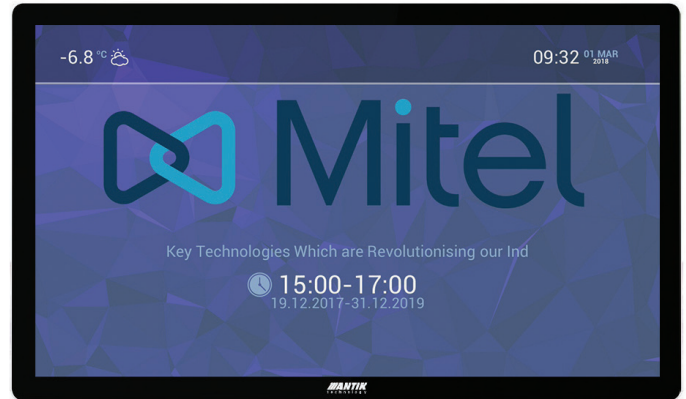 -6.8 °C
09:32 01 MAR 2018
Mitel
Key Technologies Which are Revolutionising our Ind
15:00-17:00
19.12.2017-31.12.2019
ANTIK
technology